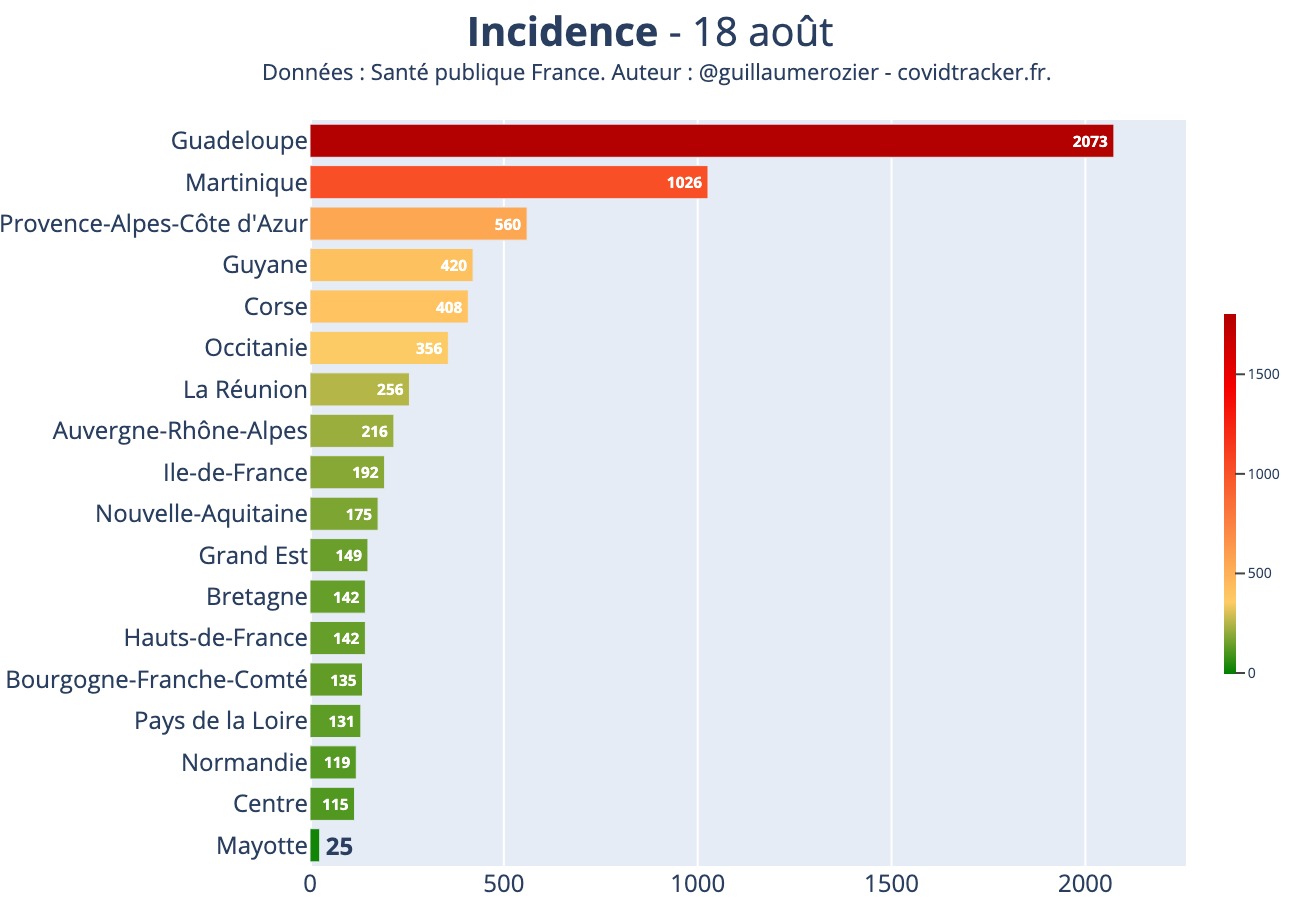 Incidence - 18 août
Données : Santé publique France. Auteur : @guillaumerozier - covidtracker.fr.
Guadeloupe 2073
Martinique 1026
Provence-Alpes-Côte d'Azur 560
Guyane 420
Corse 408
Occitanie 356
La Réunion 256
Auvergne-Rhône-Alpes 216
Ile-de-France 192
Nouvelle-Aquitaine 175
Grand Est 149
Bretagne 142
Hauts-de-France 142
Bourgogne-Franche-Comté 135
Pays de la Loire 131
Normandie 119
Centre 115
Mayotte 25
0 500 1000 1500 2000
1500
1000
500
0